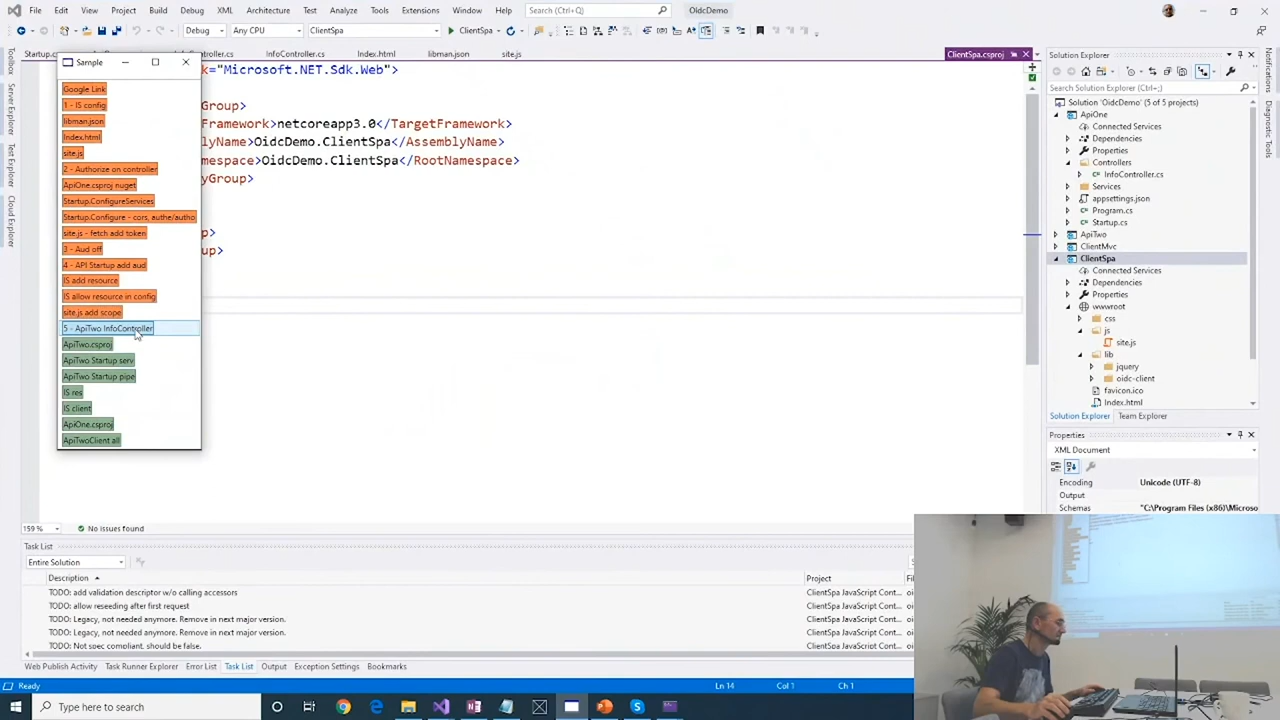 File Edit View Project Build Debug XML Architecture Test Analyze Tools Extensions Window Help Search (Ctrl+Q) OidcDemo
Debug Any CPU ClientSpa ClientSpa
Startup.cs InfoController.cs Index.html libman.json site.js ClientSpa.csproj
Sample
Google Link
1 - IS config
libman.json
Index.html
site.js
2 - Authorize on controller
ApiOne.csproj nuget
Startup.ConfigureServices
Startup.Configure - cors, authe/autho
site.js - fetch add token
3 - Aud off
4 - API Startup add aud
IS add resource
IS allow resource in config
site.js add scope
5 - ApiTwo InfoController
ApiTwo.csproj
ApiTwo Startup serv
ApiTwo Startup pipe
IS res
IS client
ApiOne.csproj
ApiTwoClient all
k="Microsoft.NET.Sdk.Web">
Group>
Framework>netcoreapp3.0</TargetFramework>
lyName>OidcDemo.ClientSpa</AssemblyName>
mespace>OidcDemo.ClientSpa</RootNamespace>
yGroup>
p>
up>
Toolbox
Server Explorer
Test Explorer
Cloud Explorer
159 % No issues found
Task List
Entire Solution
Description Project
TODO: add validation descriptor w/o calling accessors ClientSpa JavaScript Cont...
TODO: allow reseeding after first request ClientSpa JavaScript Cont...
TODO: Legacy, not needed anymore. Remove in next major version. ClientSpa JavaScript Cont...
TODO: Legacy, not needed anymore. Remove in next major version. ClientSpa JavaScript Cont...
TODO: Not spec compliant, should be false. ClientSpa JavaScript Cont...
Web Publish Activity Task Runner Explorer Error List Task List Output Exception Settings Bookmarks
Ready Ln 14 Col 1 Ch 1
Type here to search
Solution Explorer
Search Solution Explorer (Ctrl+;)
Solution 'OidcDemo' (5 of 5 projects)
ApiOne
Connected Services
Dependencies
Properties
Controllers
InfoController.cs
Services
appsettings.json
Program.cs
Startup.cs
ApiTwo
ClientMvc
ClientSpa
Connected Services
Dependencies
Properties
wwwroot
css
js
site.js
lib
jquery
oidc-client
favicon.ico
Index.html
Solution Explorer Team Explorer
Properties
XML Document
Encoding Unicode (UTF-8)
Output
Schemas "C:\Program Files (x86)\Microso
Notifications
Diagnostic Tools